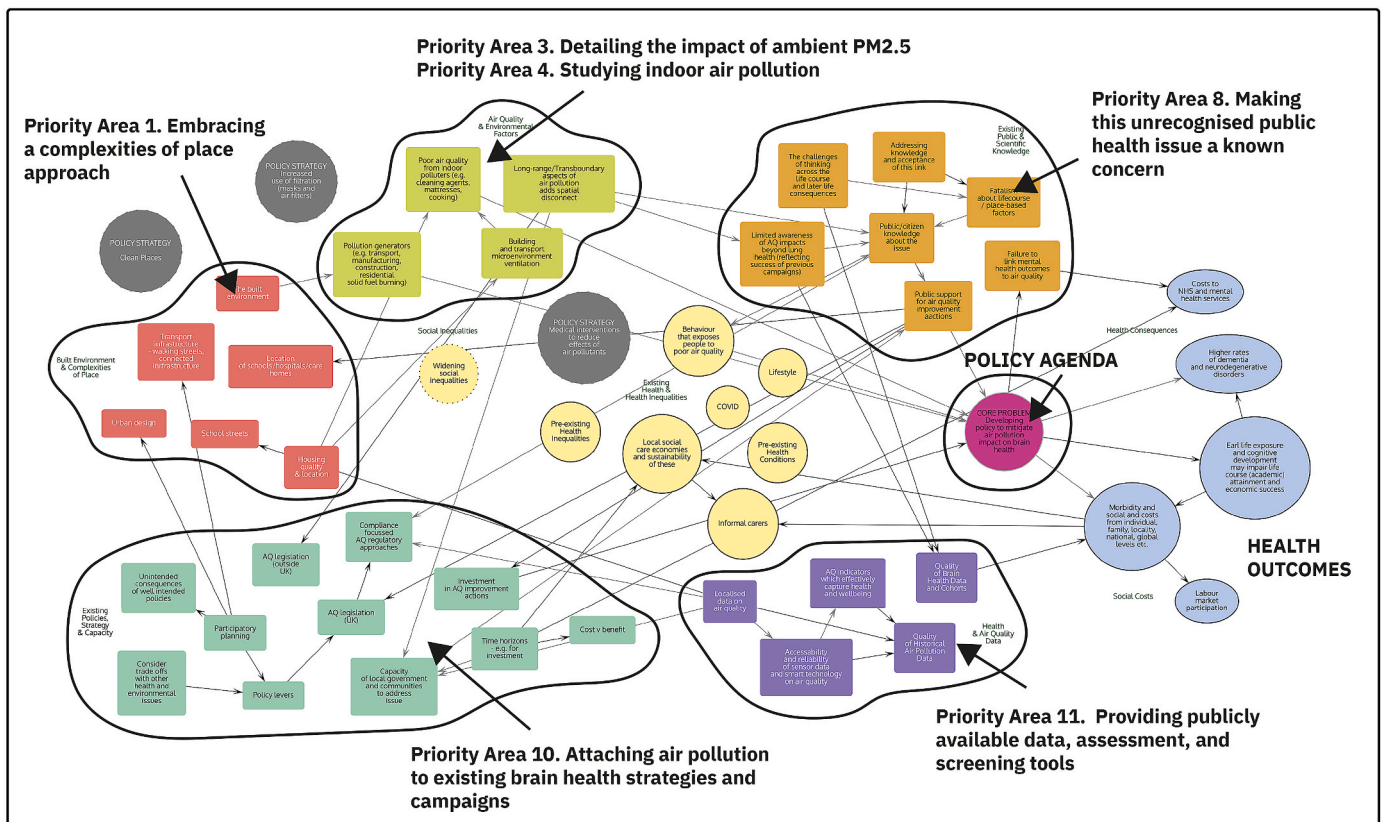 Priority Area 3. Detailing the impact of ambient PM2.5
Priority Area 4. Studying indoor air pollution
Priority Area 1. Embracing
a complexities of place
approach
Priority Area 8. Making
this unrecognised public
health issue a known
concern
POLICY STRATEGY
Increased
use of filtration
(masks and
air filters)
POLICY STRATEGY
Clean Places
Air Quality
& Environmental
Factors
Poor air quality
from indoor
polluters (e.g.
cleaning agents,
mattresses,
cooking)
Long-range/Transboundary
aspects of
air pollution
adds spatial
disconnect
Pollution generators
(e.g. transport,
manufacturing,
construction,
residential
solid fuel burning)
Building
and transport
microenvironment
ventilation
Existing
Public &
Scientific
Knowledge
The challenges
of thinking
across the
life course
and later life
consequences
Addressing
knowledge
and acceptance
of this link
Fatalism
about lifecourse
/ place-based
factors
Limited awareness
of AQ impacts
beyond lung
health (reflecting
success of previous
campaigns)
Public/citizen
knowledge
about the
issue
Failure to
link mental
health outcomes
to air quality
Public support
for air quality
improvement
aactions
Built Environment
& Complexities
of Place
The built
environment
Transport
infrastructure
- walking streets,
connected
infrastructure
Location
of schools/hospitals/care
homes
Urban design
School streets
Housing
quality
& location
Social Inequalities
Widening
social
inequalities
POLICY STRATEGY
Medical interventions
to reduce
effects of
air pollutants
Behaviour
that exposes
people to
poor air quality
Existing
Health &
Health Inequalities
Lifestyle
COVID
Pre-existing
Health
Inequalities
Local social
care economies
and sustainability
of these
Pre-existing
Health
Conditions
Informal carers
POLICY AGENDA
CORE PROBLEM
Developing
policy to mitigate
air pollution
impact on brain
health
Health Consequences
Costs to
NHS and mental
health services
Higher rates
of dementia
and neurodegenerative
disorders
Earl life exposure
and cognitive
development
may impair life
course (academic)
attainment and
economic success
Morbidity and
social and costs
from individual,
family, locality,
national, global
levels etc.
HEALTH
OUTCOMES
Social Costs
Labour
market
participation
Existing
Policies,
Strategy
& Capacity
Unintended
consequences
of well intended
policies
AQ legislation
(outside
UK)
Compliance
focussed
AQ regulatory
approaches
Investment
in AQ improvement
actions
Participatory
planning
AQ legislation
(UK)
Time horizons
- e.g. for
investment
Cost v benefit
Consider
trade offs
with other
health and
environmental
issues
Policy levers
Capacity
of local government
and communities
to address
issue
Localised
data on
air quality
AQ indicators
which effectively
capture health
and wellbeing
Quality
of Brain
Health Data
and Cohorts
Health
& Air Quality
Data
Accessability
and reliability
of sensor data
and smart technology
on air quality
Quality
of Historical
Air Pollution
Data
Priority Area 10. Attaching air pollution
to existing brain health strategies and
campaigns
Priority Area 11. Providing publicly
available data, assessment, and
screening tools